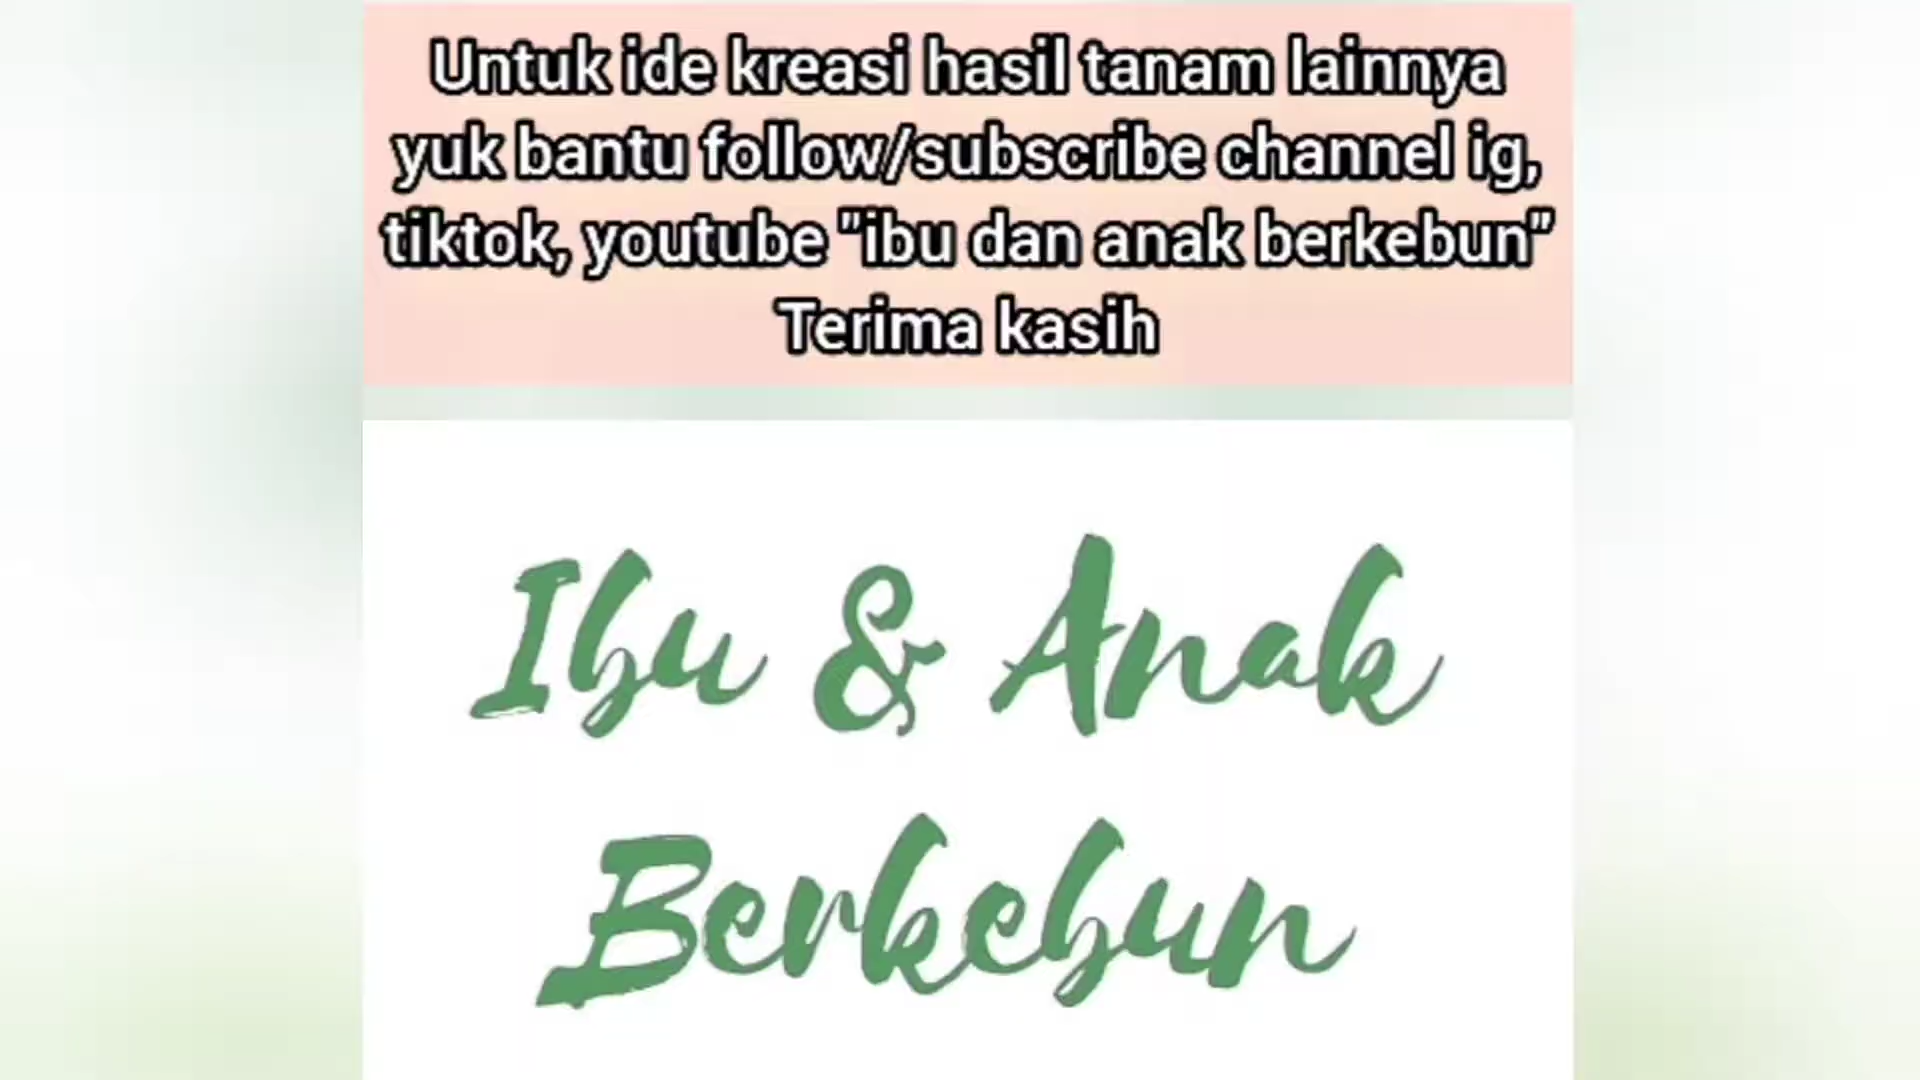 Untuk ide kreasi hasil tanam lainnya
yuk bantu follow/subscribe channel ig,
tiktok, youtube "ibu dan anak berkebun"
Terima kasih
Ibu & Anak
Berkebun